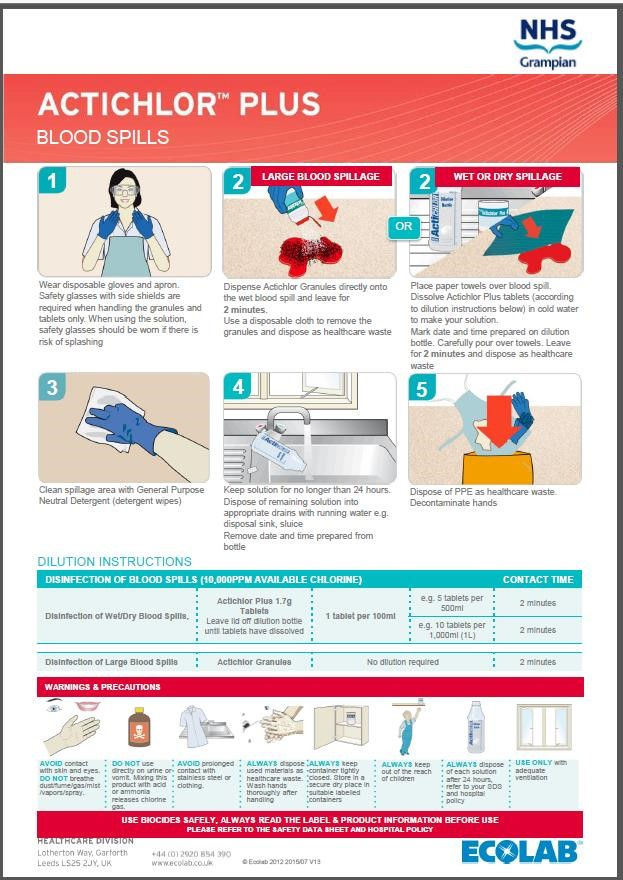 NHS
Grampian
ACTICHLOR™ PLUS
BLOOD SPILLS
1
Wear disposable gloves and apron.
Safety glasses with side shields are
required when handling the granules and
tablets only. When using the solution,
safety glasses should be worn if there is
risk of splashing
2
LARGE BLOOD SPILLAGE
Dispense Actichlor Granules directly onto
the wet blood spill and leave for
2 minutes.
Use a disposable cloth to remove the
granules and dispose as healthcare waste
OR
2
WET OR DRY SPILLAGE
Place paper towels over blood spill.
Dissolve Actichlor Plus tablets (according
to dilution instructions below) in cold water
to make your solution.
Mark date and time prepared on dilution
bottle. Carefully pour over towels. Leave
for 2 minutes and dispose as healthcare
waste
3
Clean spillage area with General Purpose
Neutral Detergent (detergent wipes)
4
Keep solution for no longer than 24 hours.
Dispose of remaining solution into
appropriate drains with running water e.g.
disposal sink, sluice
Remove date and time prepared from
bottle
5
Dispose of PPE as healthcare waste.
Decontaminate hands
DILUTION INSTRUCTIONS
DISINFECTION OF BLOOD SPILLS (10,000PPM AVAILABLE CHLORINE) CONTACT TIME
Disinfection of Wet/Dry Blood Spills,
Actichlor Plus 1.7g
Tablets
Leave lid off dilution bottle
until tablets have dissolved
1 tablet per 100ml
e.g. 5 tablets per
500ml
2 minutes
e.g. 10 tablets per
1,000ml (1L)
2 minutes
Disinfection of Large Blood Spills Actichlor Granules No dilution required 2 minutes
WARNINGS & PRECAUTIONS
AVOID contact
with skin and eyes.
DO NOT breathe
dust/fume/gas/mist
/vapors/spray.
DO NOT use
directly on urine or
vomit. Mixing this
product with acid
or ammonia
releases chlorine
gas.
AVOID prolonged
contact with
stainless steel or
clothing.
ALWAYS dispose
used materials as
healthcare waste.
Wash hands
thoroughly after
handling
ALWAYS keep
container tightly
closed. Store in a
secure dry place in
suitable labelled
containers
ALWAYS keep
out of the reach
of children
ALWAYS dispose
of each solution
after 24 hours,
refer to your SDS
and hospital
policy
USE ONLY with
adequate
ventilation
USE BIOCIDES SAFELY, ALWAYS READ THE LABEL & PRODUCT INFORMATION BEFORE USE
PLEASE REFER TO THE SAFETY DATA SHEET AND HOSPITAL POLICY
HEALTHCARE DIVISION
Lotherton Way, Garforth
Leeds LS25 2JY, UK
+44 (0) 2920 854 390
www.ecolab.co.uk
© Ecolab 2012 2015/07 V13
ECOLAB